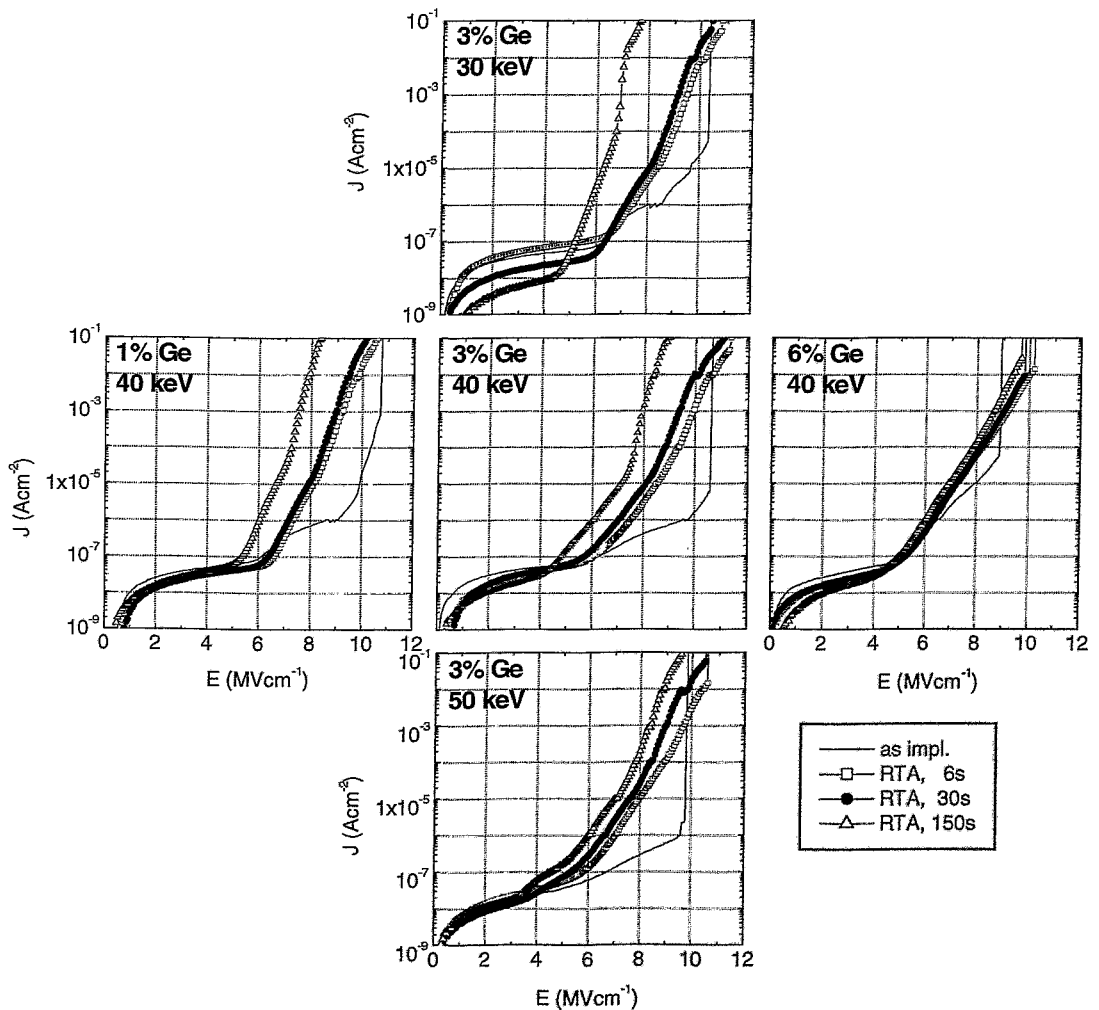 3% Ge
30 keV
10⁻¹
10⁻³
1x10⁻⁵
10⁻⁷
10⁻⁹
J (Acm⁻²)
1% Ge
40 keV
10⁻¹
10⁻³
1x10⁻⁵
10⁻⁷
10⁻⁹
J (Acm⁻²)
0 2 4 6 8 10 12
E (MVcm⁻¹)
3% Ge
40 keV
6% Ge
40 keV
0 2 4 6 8 10 12
E (MVcm⁻¹)
3% Ge
50 keV
10⁻¹
10⁻³
1x10⁻⁵
10⁻⁷
10⁻⁹
J (Acm⁻²)
0 2 4 6 8 10 12
E (MVcm⁻¹)
as impl.
RTA, 6s
RTA, 30s
RTA, 150s